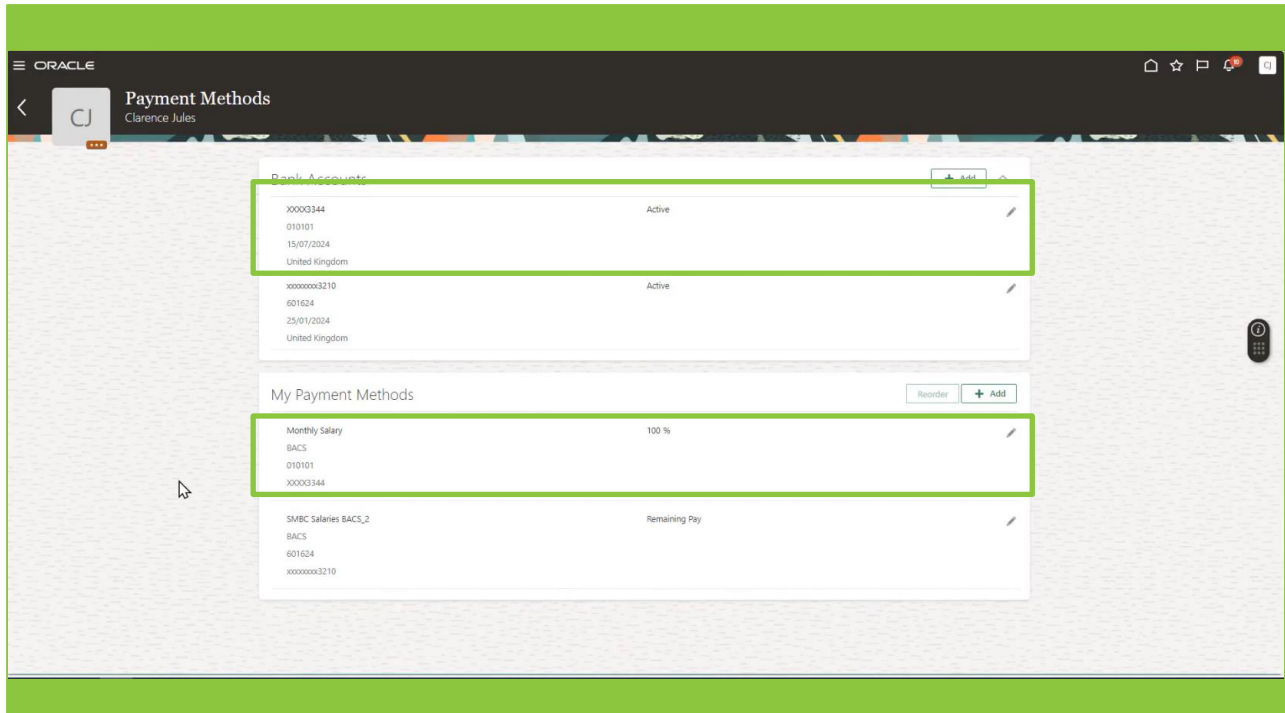 ORACLE
10
CJ
CJ
Payment Methods
Clarence Jules
Bank Accounts
+ Add
XXXX3344
Active
010101
15/07/2024
United Kingdom
xxxxxxxx3210
Active
601624
25/01/2024
United Kingdom
My Payment Methods
Reorder
+ Add
Monthly Salary
100 %
BACS
010101
XXXX3344
SMBC Salaries BACS_2
Remaining Pay
BACS
601624
xxxxxxxx3210